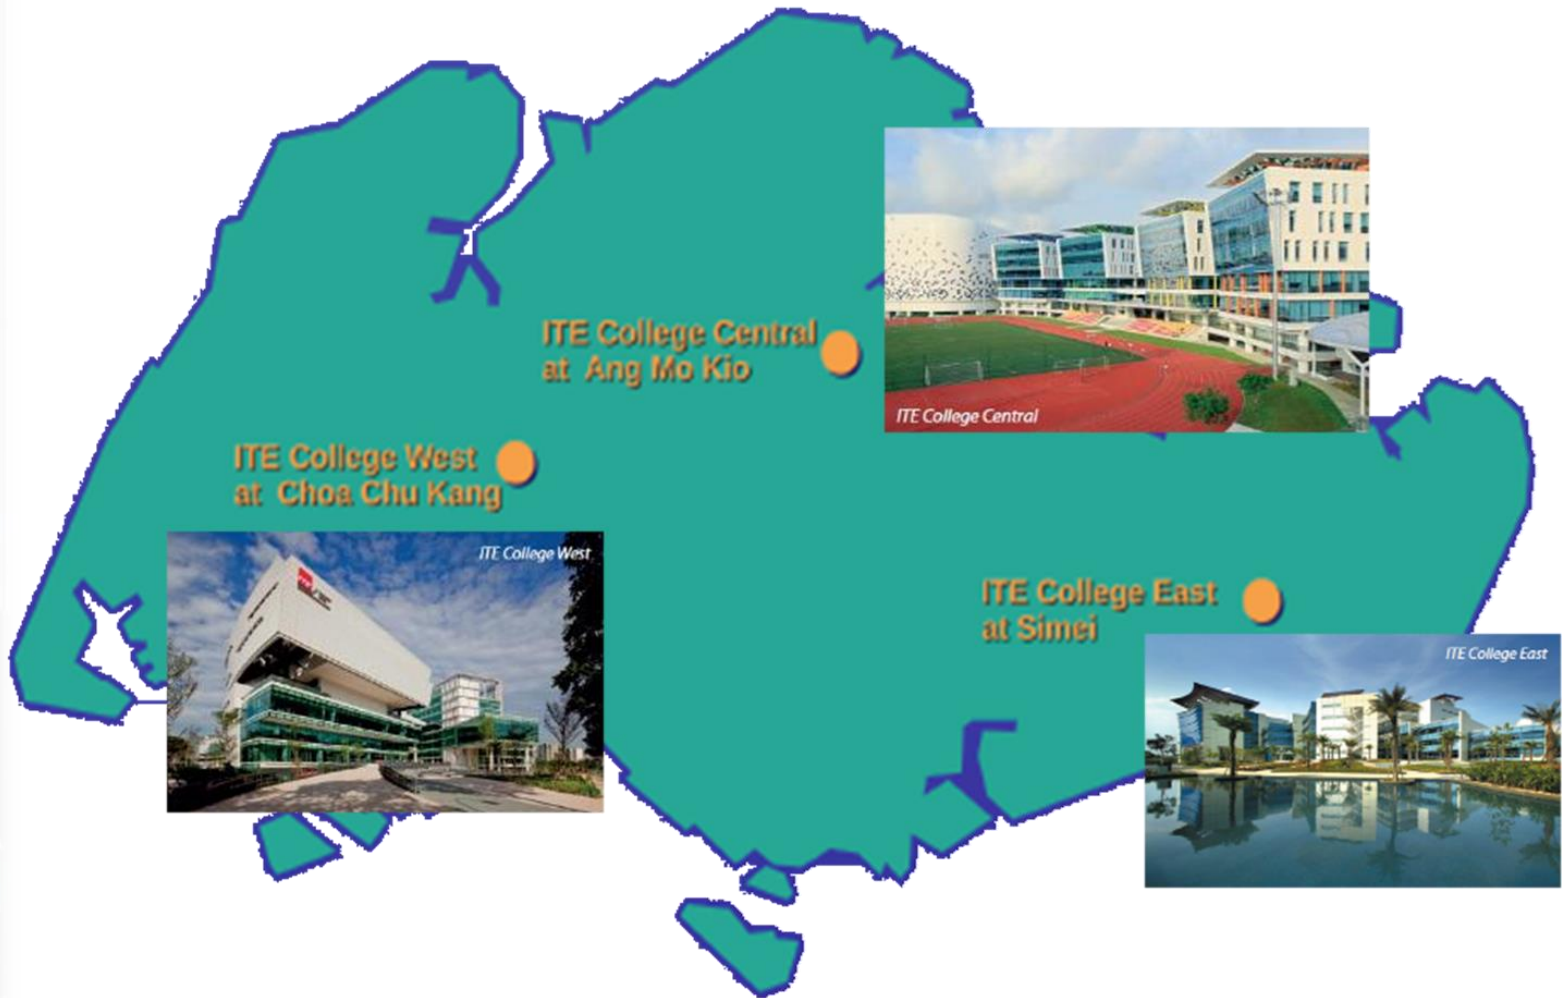 ITE College Central
at Ang Mo Kio
ITE College Central
ITE College West
at Choa Chu Kang
ITE College West
ITE College East
at Simei
ITE College East